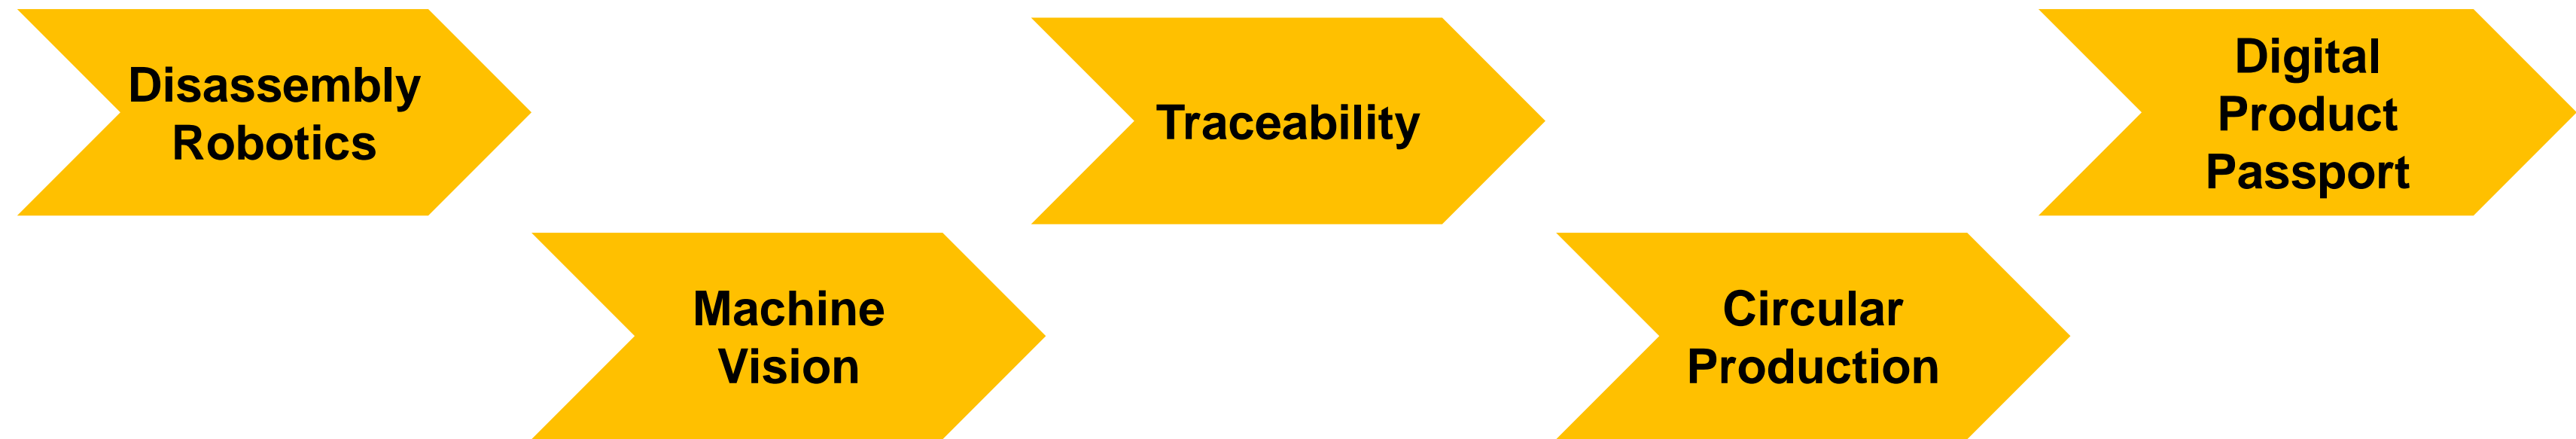 Disassembly
Robotics
Machine
Vision
Traceability
Circular
Production
Digital
Product
Passport